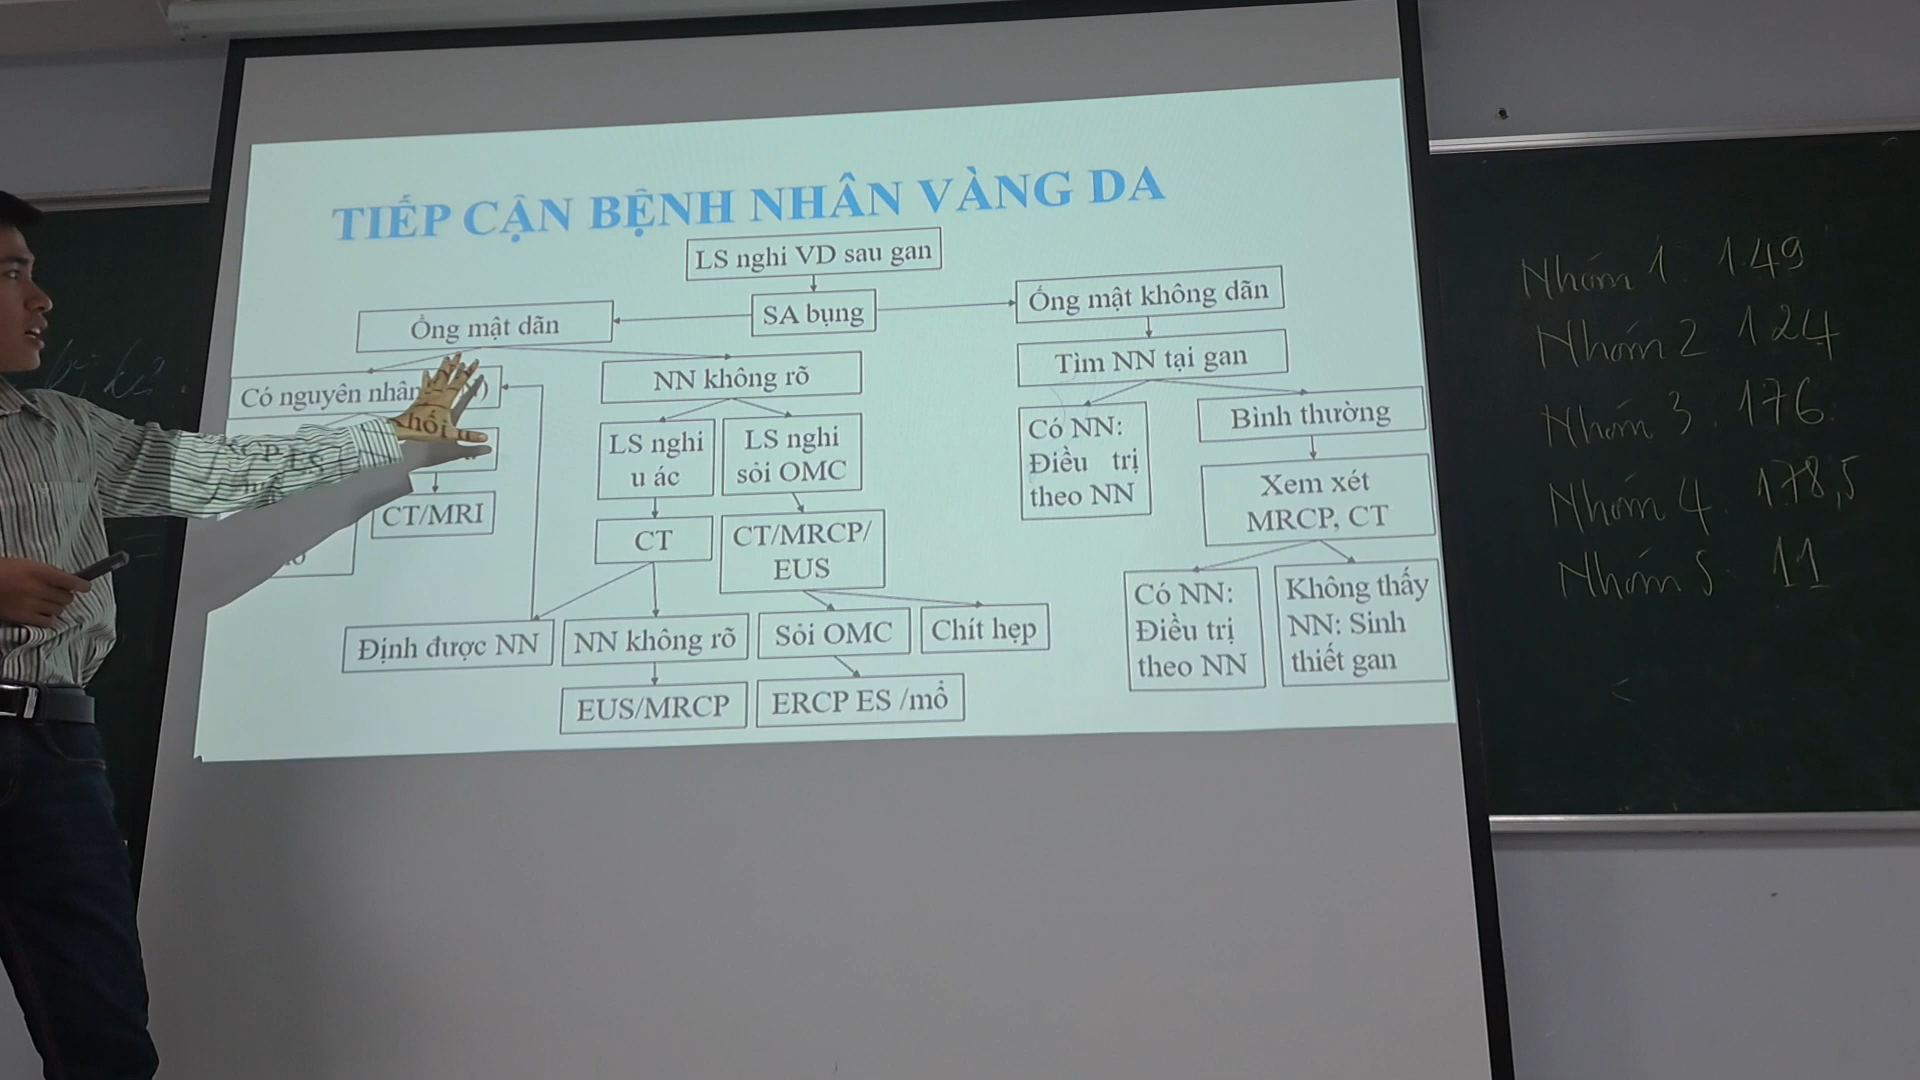 TIẾP CẬN BỆNH NHÂN VÀNG DA
LS nghi VD sau gan
SA bụng
Ống mật dãn
Ống mật không dãn
Có nguyên nhân
NN không rõ
Tìm NN tại gan
khối u
LS nghi
u ác
LS nghi
sỏi OMC
Có NN:
Điều trị
theo NN
Bình thường
ERCP ES
CT/MRI
CT
CT/MRCP/
EUS
Xem xét
MRCP, CT
Định được NN
NN không rõ
Sỏi OMC
Chít hẹp
Có NN:
Điều trị
theo NN
Không thấy
NN: Sinh
thiết gan
EUS/MRCP
ERCP ES /mổ
Nhóm 1. 149
Nhóm 2 124
Nhóm 3. 176.
Nhóm 4. 178,5
Nhóm 5. 11